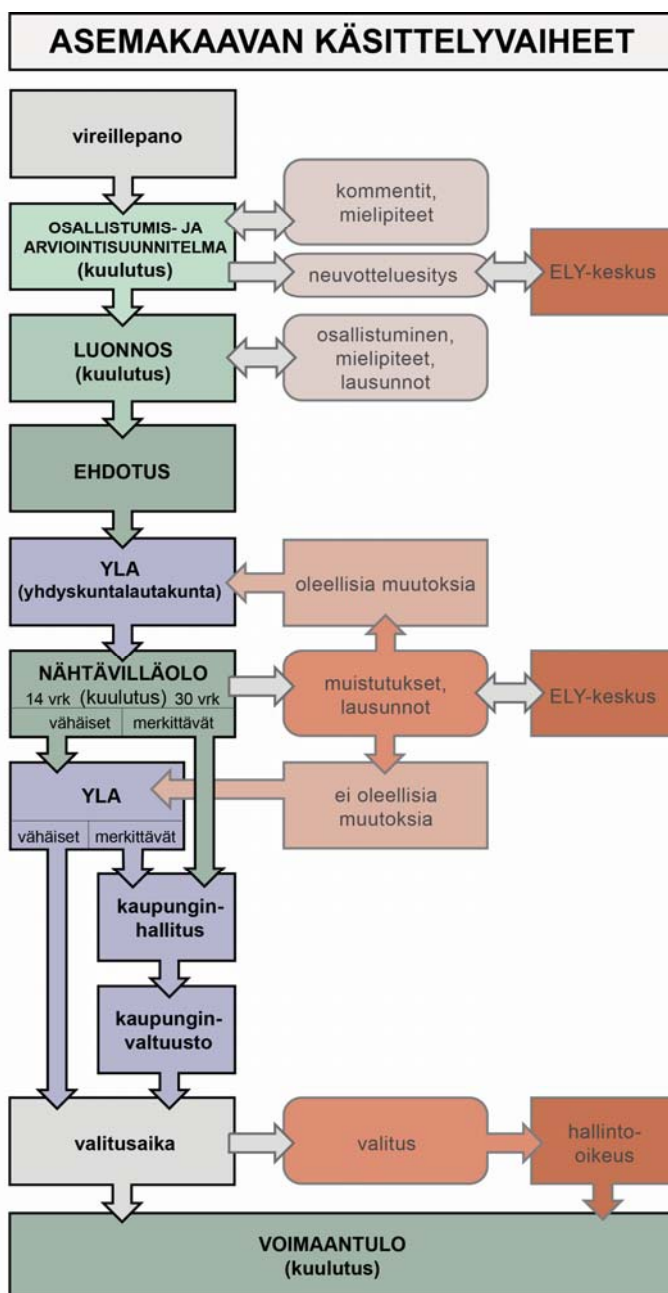 ASEMAKAAVAN KÄSITTELYVAIHEET
vireillepano
OSALLISTUMIS- JA
ARVIOINTISUUNNITELMA
(kuulutus)
kommentit,
mielipiteet
neuvotteluesitys
ELY-keskus
LUONNOS
(kuulutus)
osallistuminen,
mielipiteet,
lausunnot
EHDOTUS
YLA
(yhdyskuntalautakunta)
oleellisia muutoksia
NÄHTÄVILLÄOLO
14 vrk (kuulutus) 30 vrk
vähäiset merkittävät
muistutukset,
lausunnot
ELY-keskus
YLA
vähäiset merkittävät
ei oleellisia
muutoksia
kaupungin-
hallitus
kaupungin-
valtuusto
valitusaika
valitus
hallinto-
oikeus
VOIMAANTULO
(kuulutus)